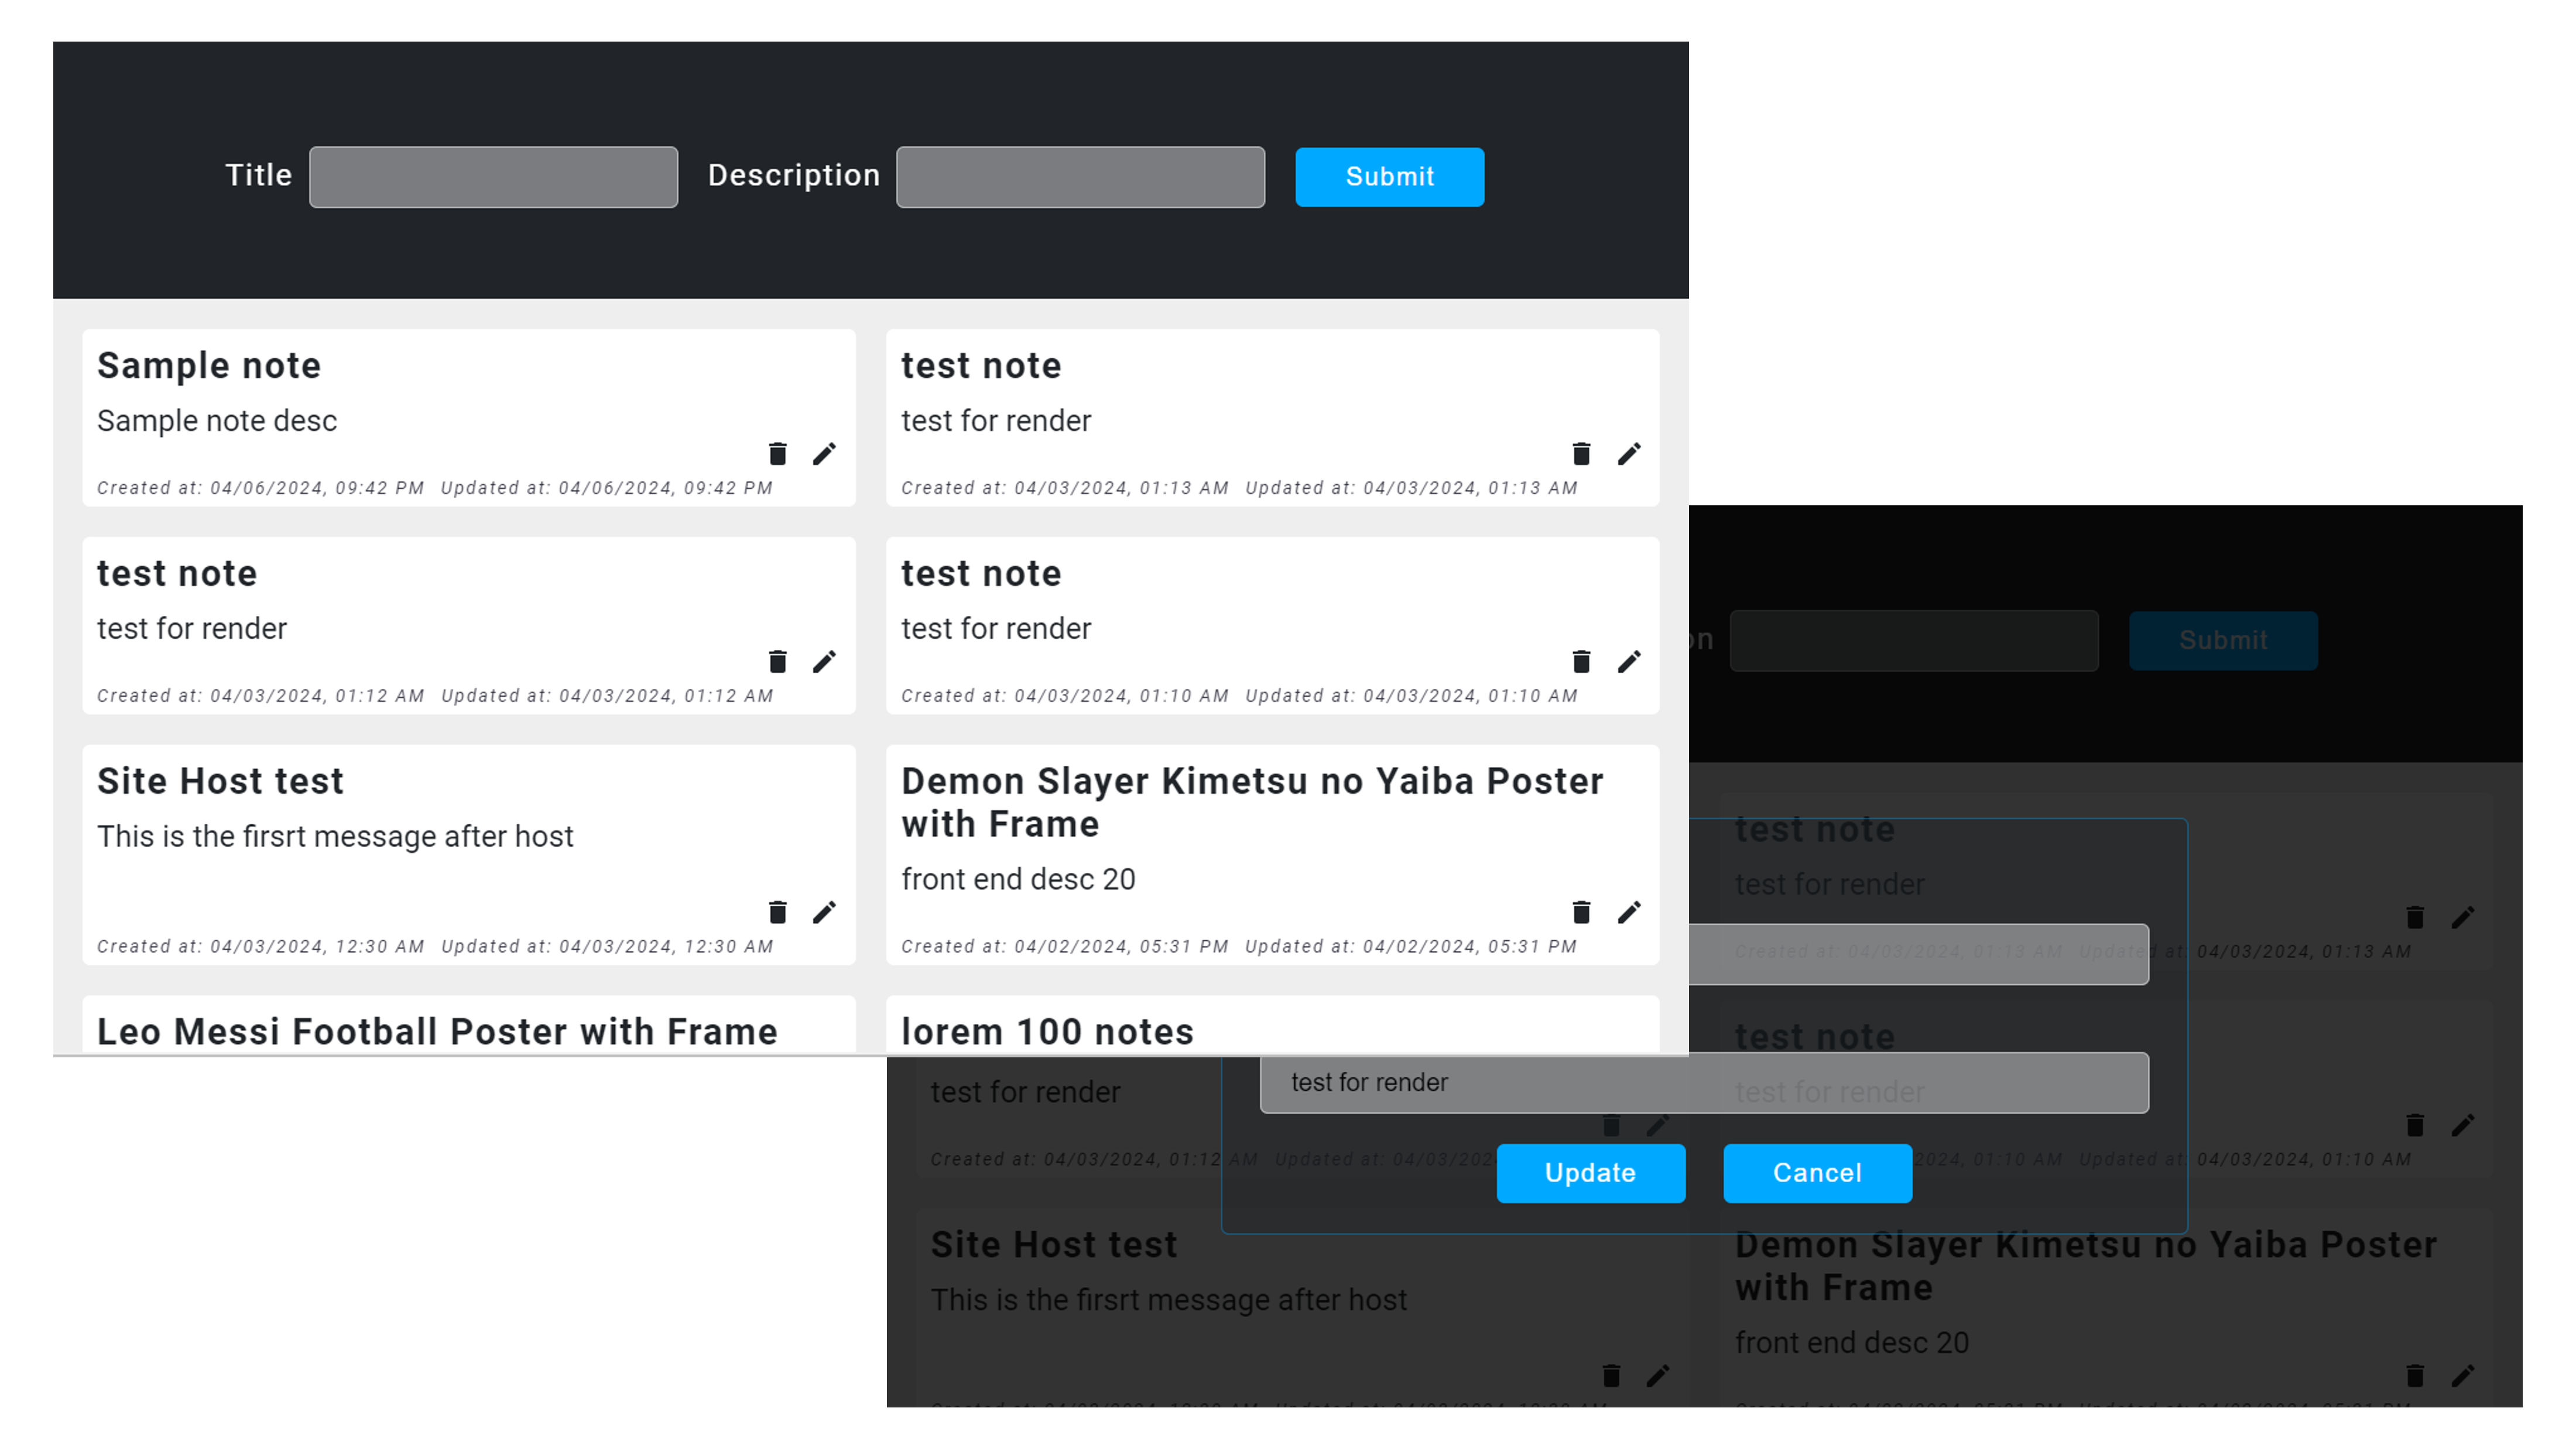 Title
Description
Submit
Sample note
Sample note desc
Created at: 04/06/2024, 09:42 PM Updated at: 04/06/2024, 09:42 PM
test note
test for render
Created at: 04/03/2024, 01:13 AM Updated at: 04/03/2024, 01:13 AM
test note
test for render
Created at: 04/03/2024, 01:12 AM Updated at: 04/03/2024, 01:12 AM
test note
test for render
Created at: 04/03/2024, 01:10 AM Updated at: 04/03/2024, 01:10 AM
Site Host test
This is the firsrt message after host
Created at: 04/03/2024, 12:30 AM Updated at: 04/03/2024, 12:30 AM
Demon Slayer Kimetsu no Yaiba Poster
with Frame
front end desc 20
Created at: 04/02/2024, 05:31 PM Updated at: 04/02/2024, 05:31 PM
Leo Messi Football Poster with Frame
lorem 100 notes
on
Submit
test note
test for render
Created at: 04/03/2024, 01:13 AM Updated at: 04/03/2024, 01:13 AM
test note
test for render
test for render
test for render
Created at: 04/03/2024, 01:12 AM Updated at: 04/03/202
2024, 01:10 AM Updated at: 04/03/2024, 01:10 AM
Update
Cancel
Site Host test
This is the firsrt message after host
Demon Slayer Kimetsu no Yaiba Poster
with Frame
front end desc 20